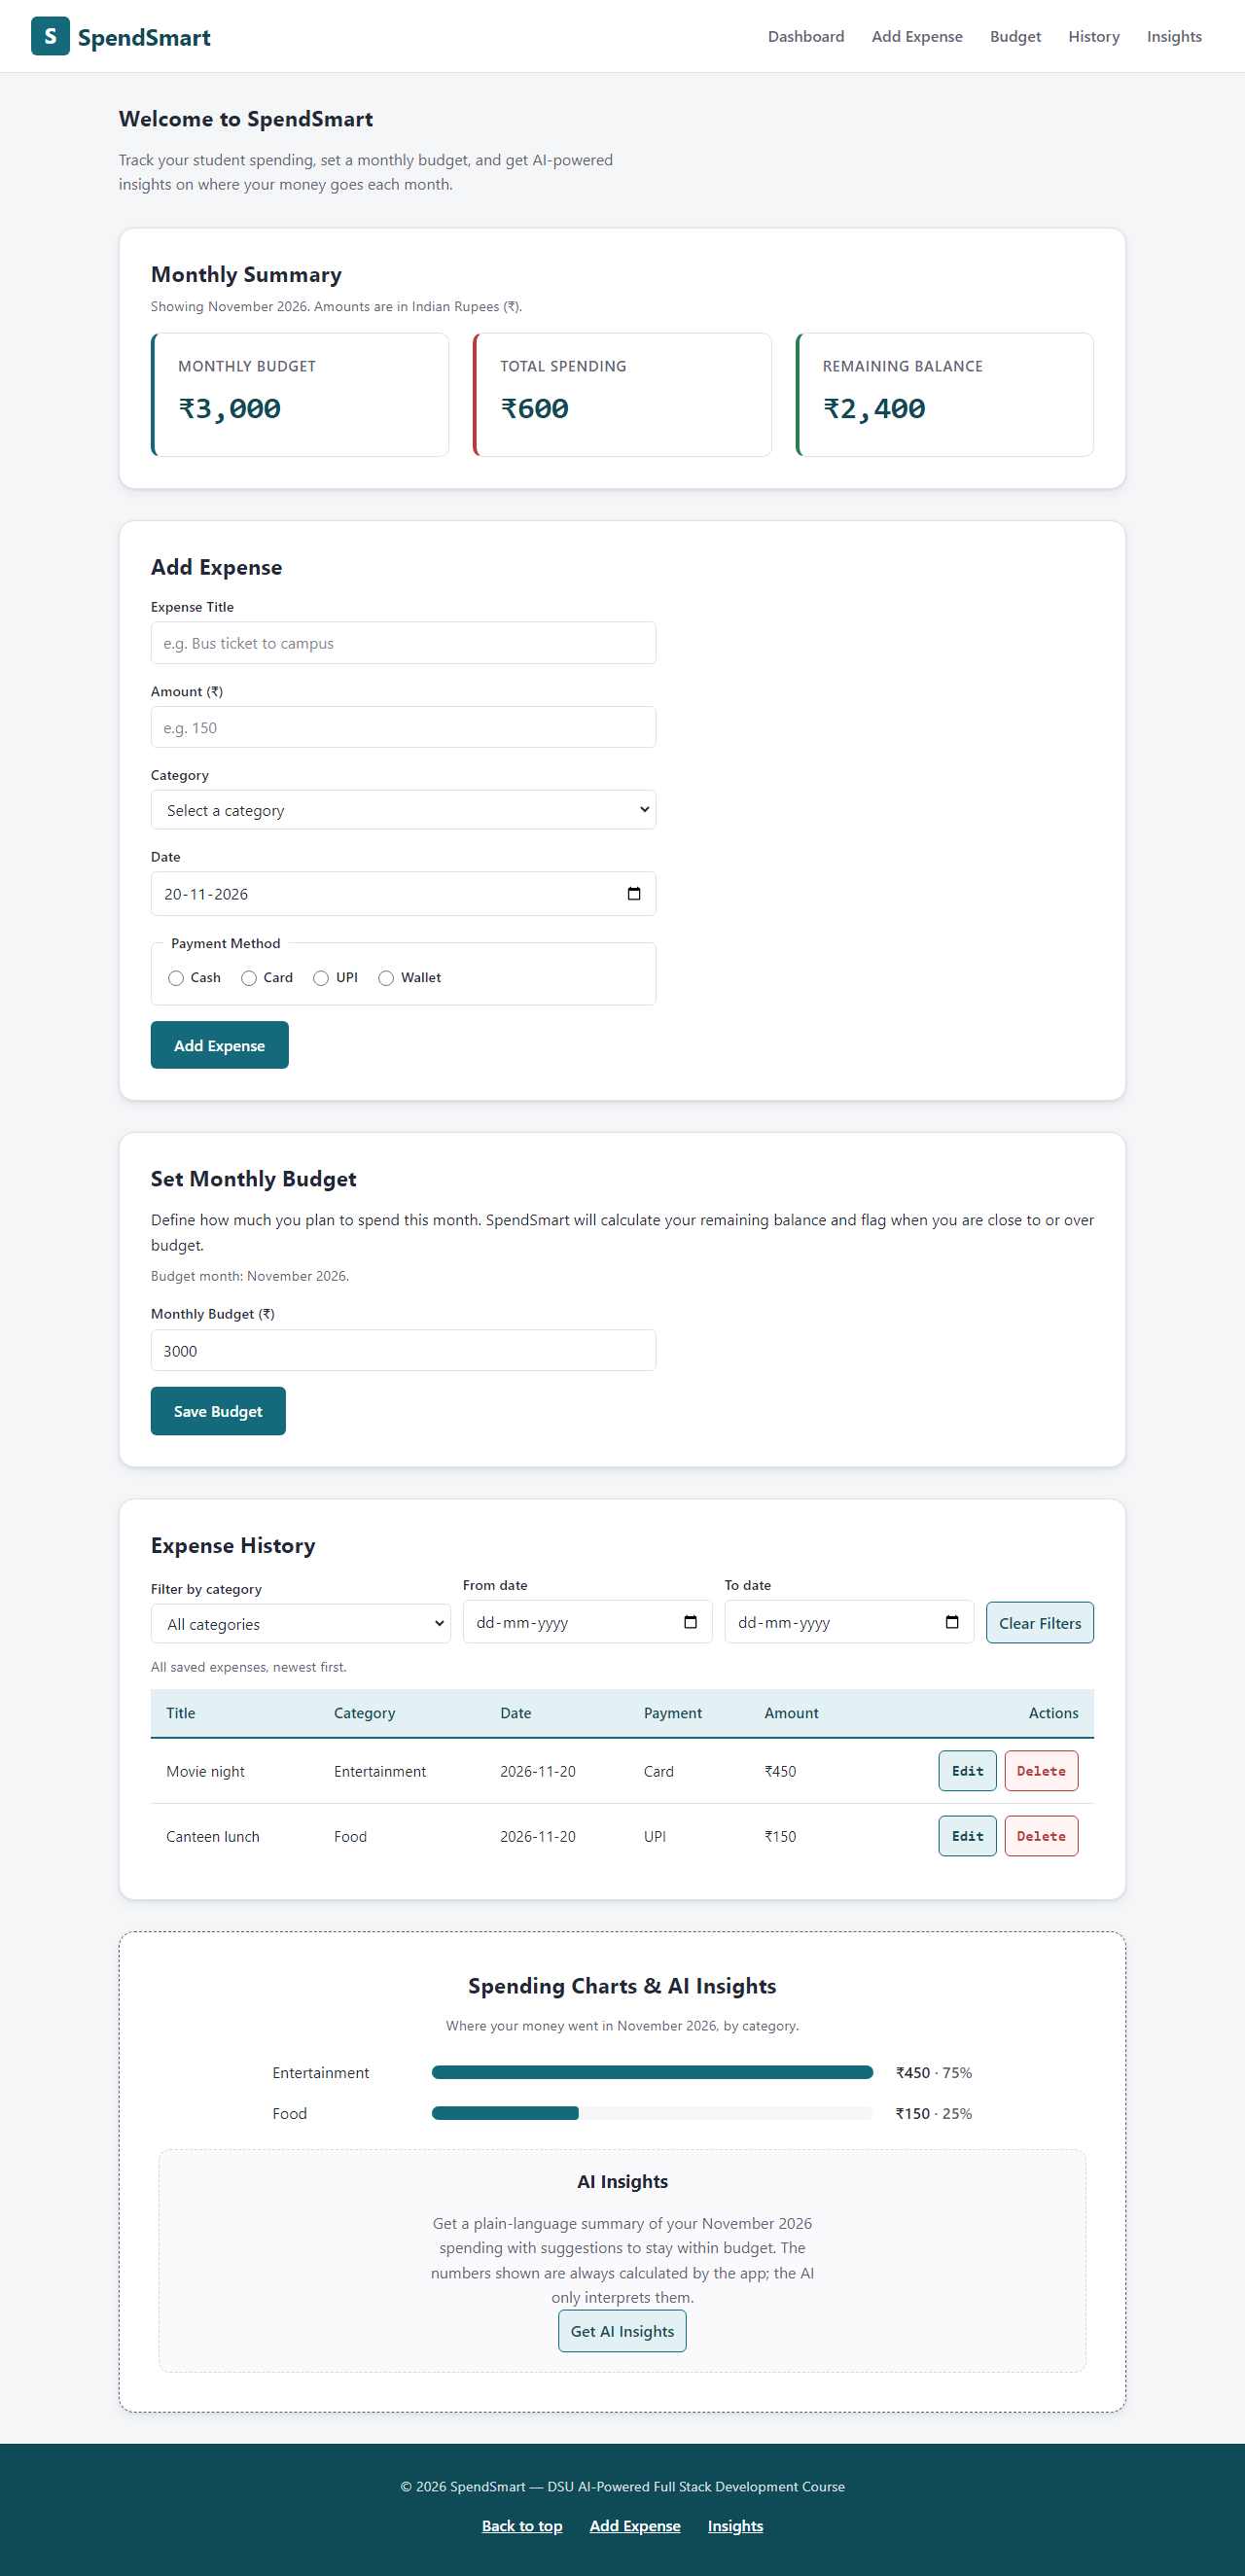 S SpendSmart
Dashboard Add Expense Budget History Insights
Welcome to SpendSmart
Track your student spending, set a monthly budget, and get AI-powered
insights on where your money goes each month.
Monthly Summary
Showing November 2026. Amounts are in Indian Rupees (₹).
MONTHLY BUDGET
₹3,000
TOTAL SPENDING
₹600
REMAINING BALANCE
₹2,400
Add Expense
Expense Title
e.g. Bus ticket to campus
Amount (₹)
e.g. 150
Category
Select a category
Date
20-11-2026
Payment Method
Cash Card UPI Wallet
Add Expense
Set Monthly Budget
Define how much you plan to spend this month. SpendSmart will calculate your remaining balance and flag when you are close to or over
budget.
Budget month: November 2026.
Monthly Budget (₹)
3000
Save Budget
Expense History
Filter by category
All categories
From date
dd-mm-yyyy
To date
dd-mm-yyyy
Clear Filters
All saved expenses, newest first.
Title Category Date Payment Amount Actions
Movie night Entertainment 2026-11-20 Card ₹450 Edit Delete
Canteen lunch Food 2026-11-20 UPI ₹150 Edit Delete
Spending Charts & AI Insights
Where your money went in November 2026, by category.
Entertainment ₹450 · 75%
Food ₹150 · 25%
AI Insights
Get a plain-language summary of your November 2026
spending with suggestions to stay within budget. The
numbers shown are always calculated by the app; the AI
only interprets them.
Get AI Insights
© 2026 SpendSmart — DSU AI-Powered Full Stack Development Course
Back to top Add Expense Insights